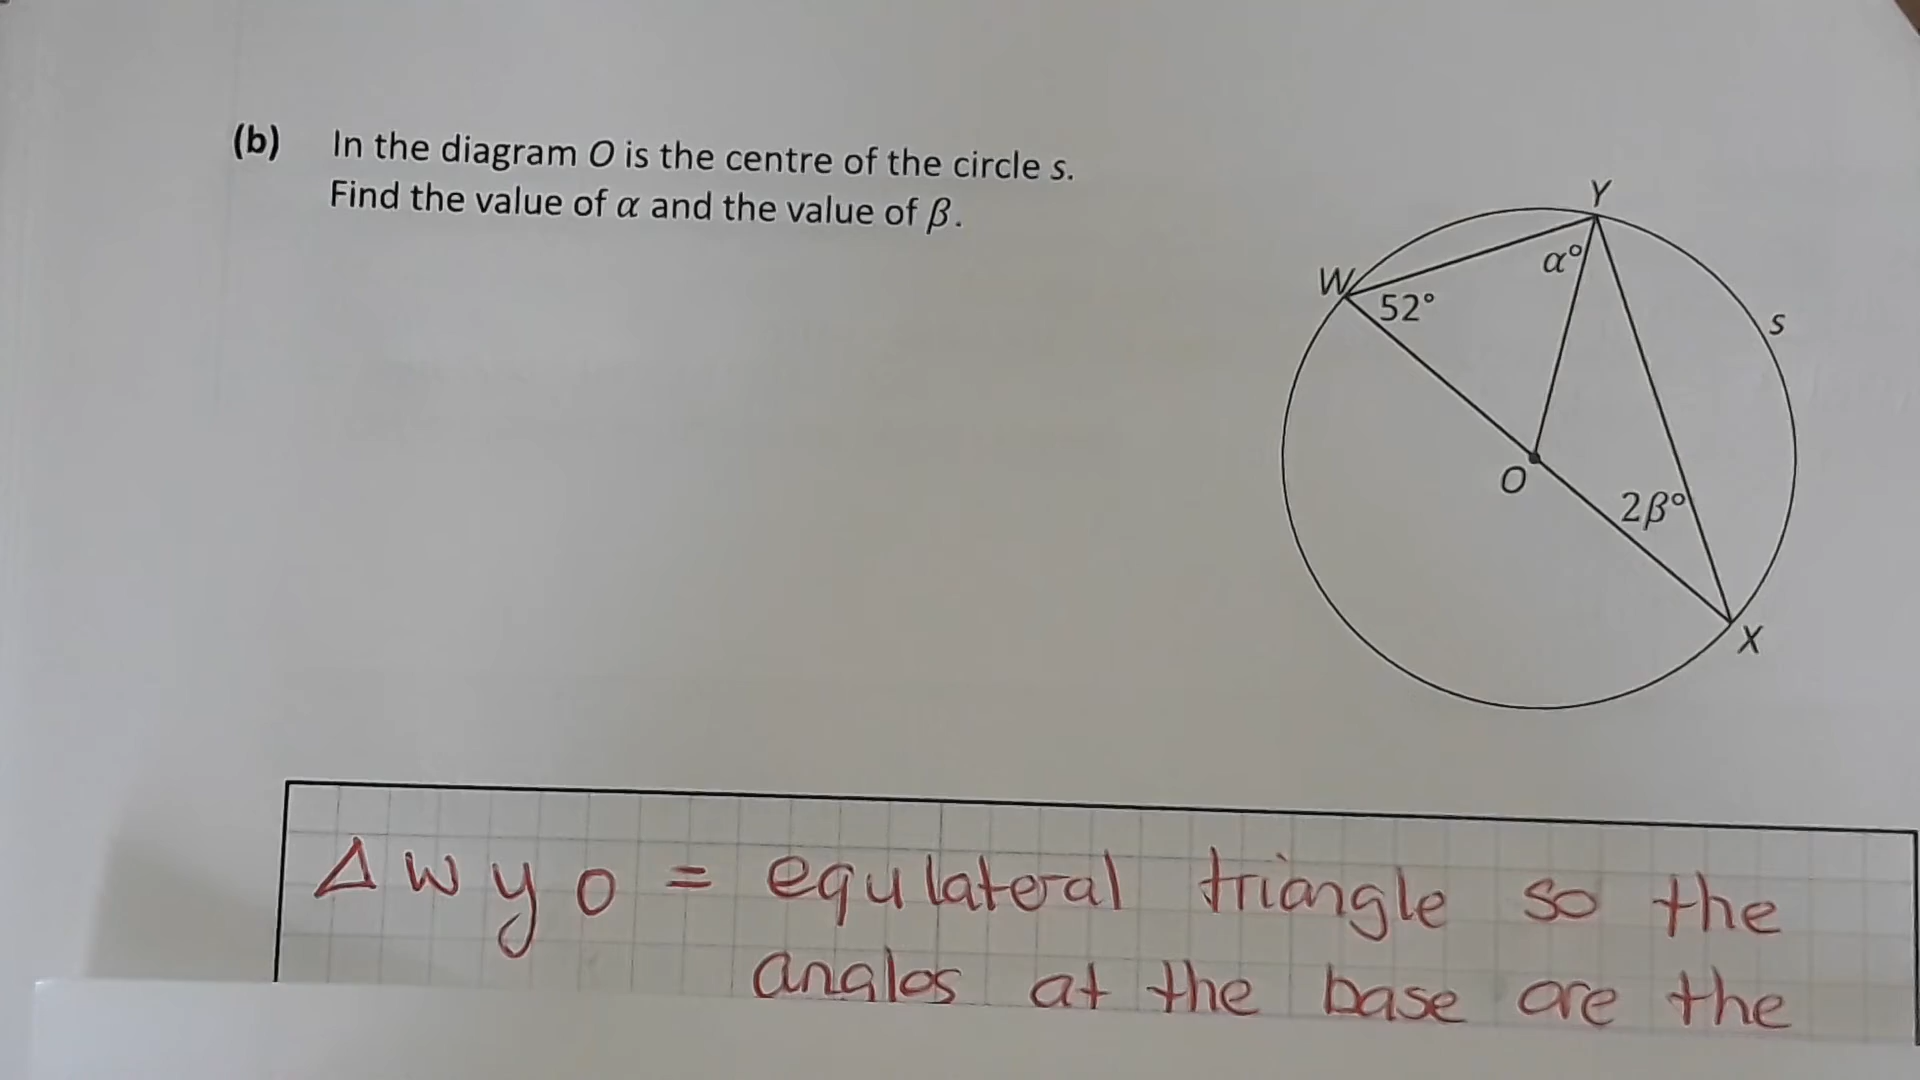 (b) In the diagram O is the centre of the circle s.
Find the value of α and the value of β.
Y
α°
W
52°
s
O
2β°
X
Δ w y o = equlateral triangle so the
angles at the base are the